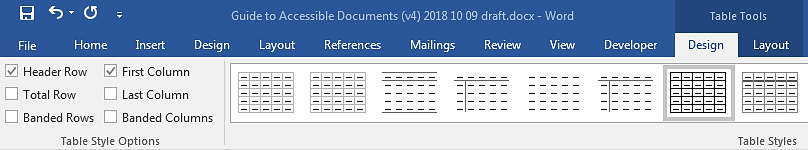 Guide to Accessible Documents (v4) 2018 10 09 draft.docx - Word
Table Tools
File Home Insert Design Layout References Mailings Review View Developer Design Layout
Header Row First Column
Total Row Last Column
Banded Rows Banded Columns
Table Style Options Table Styles